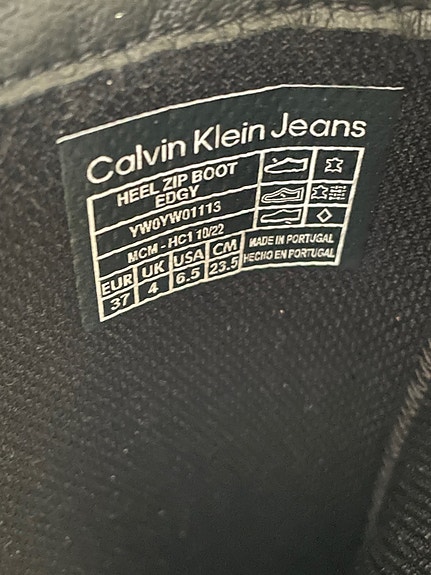 Calvin Klein Jeans
HEEL ZIP BOOT
EDGY
YW0YW01113
MCM - HC1 10/22
EUR UK USA CM
37 4 6.5 23.5
MADE IN PORTUGAL
HECHO EN PORTUGAL